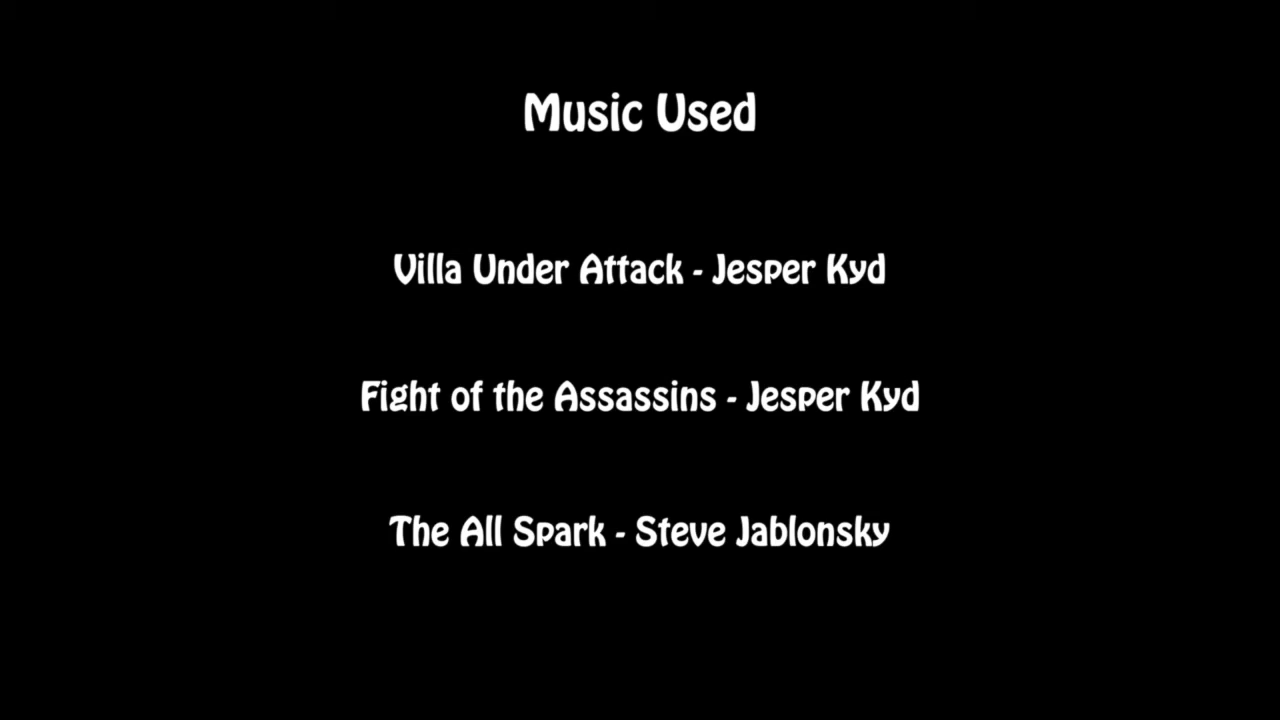 Music Used
Villa Under Attack - Jesper Kyd
Fight of the Assassins - Jesper Kyd
The All Spark - Steve Jablonsky